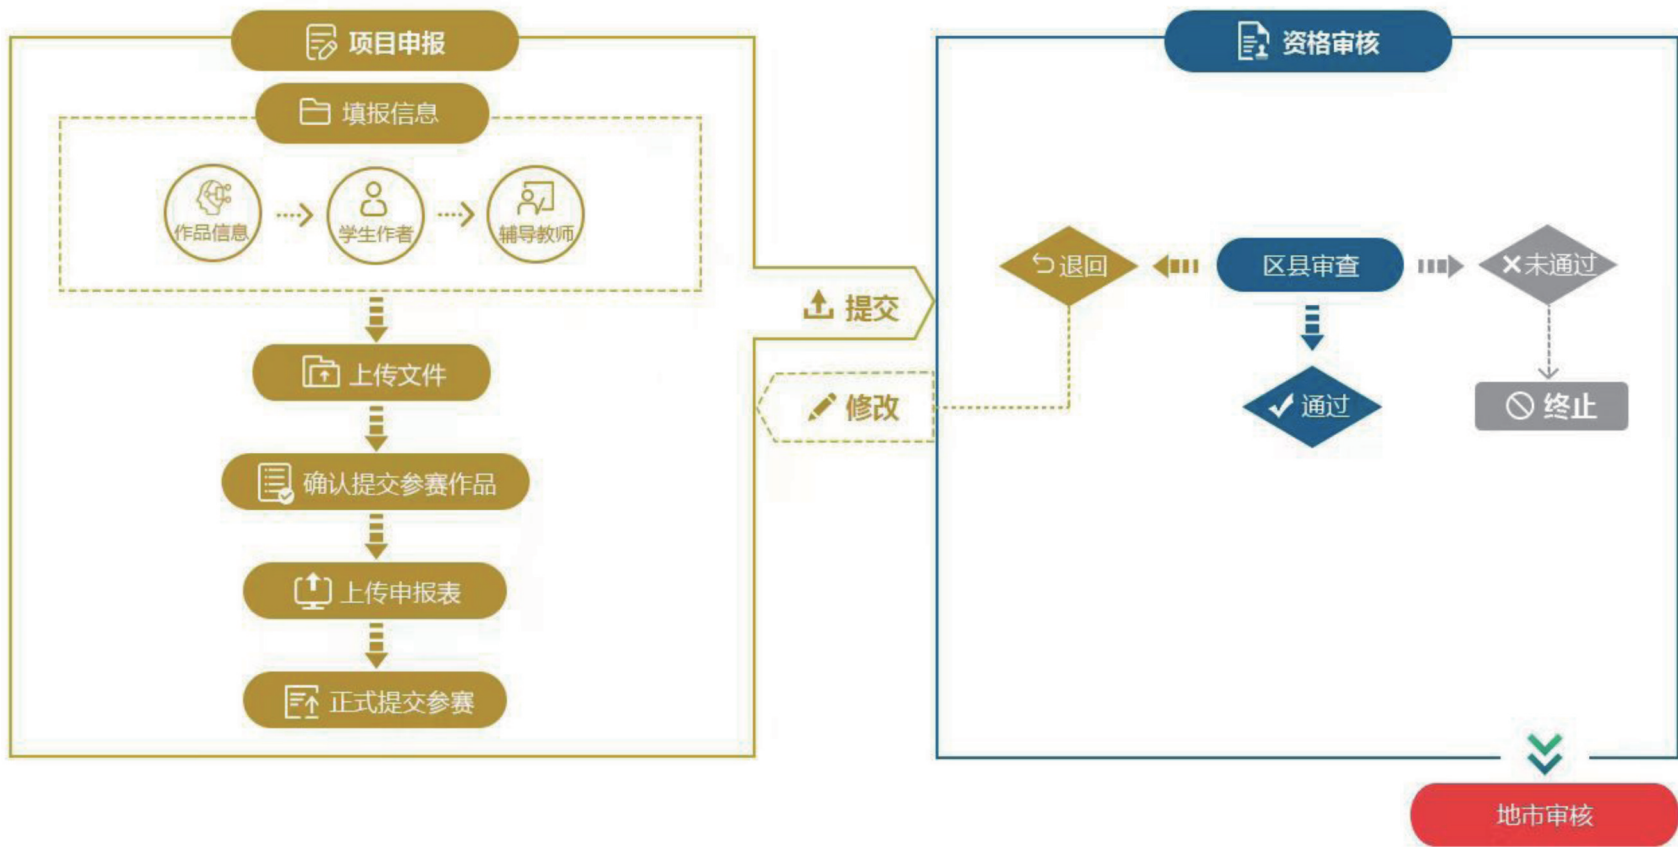 项目申报
填报信息
作品信息
学生作者
辅导教师
上传文件
确认提交参赛作品
上传申报表
正式提交参赛
提交
修改
资格审核
退回
区县审查
未通过
通过
终止
地市审核